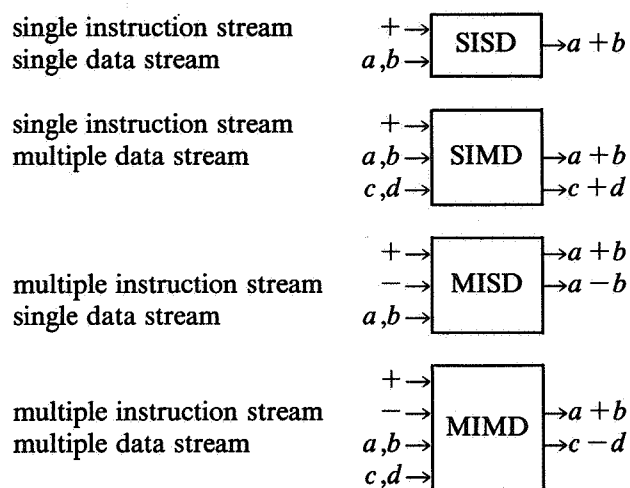 single instruction stream + → SISD → a + b
single data stream a,b →
single instruction stream + →
multiple data stream a,b → SIMD → a + b
c,d → → c + d
+ → → a + b
multiple instruction stream − → MISD → a − b
single data stream a,b →
+ →
multiple instruction stream − → MIMD → a + b
multiple data stream a,b → → c − d
c,d →